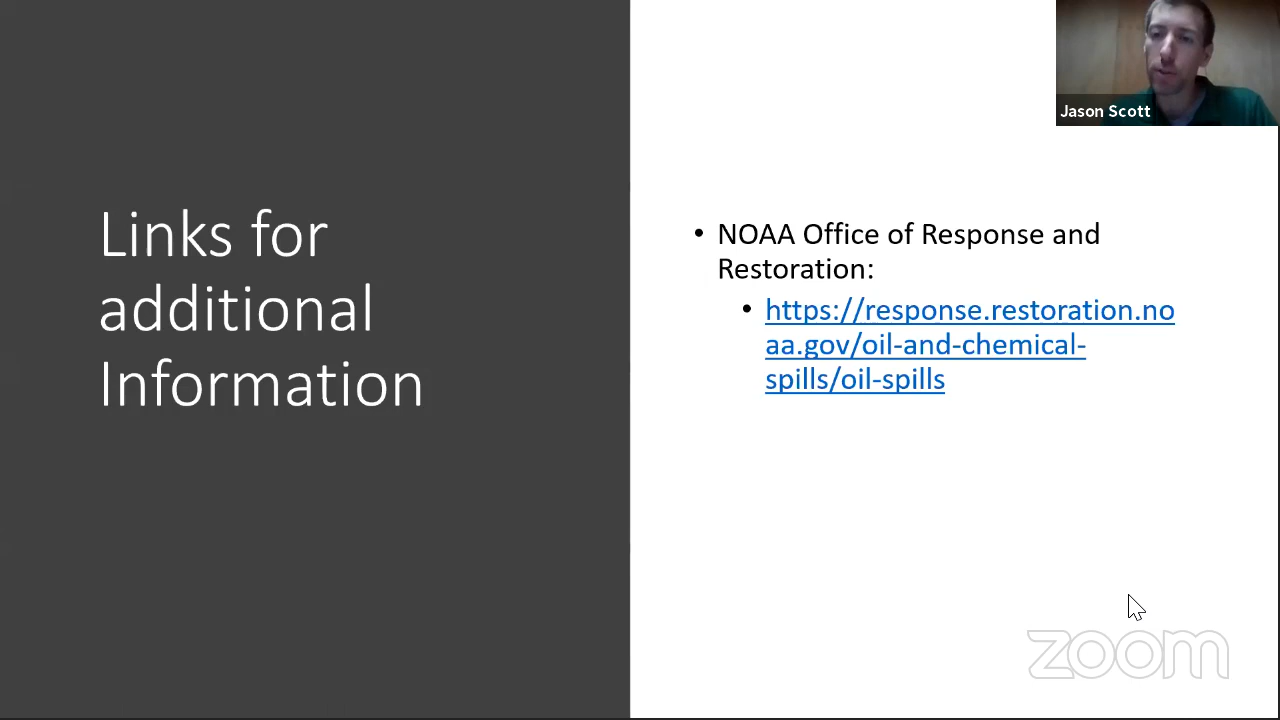 Jason Scott
Links for
additional
Information
• NOAA Office of Response and
Restoration:
• https://response.restoration.no
aa.gov/oil-and-chemical-
spills/oil-spills
zoom